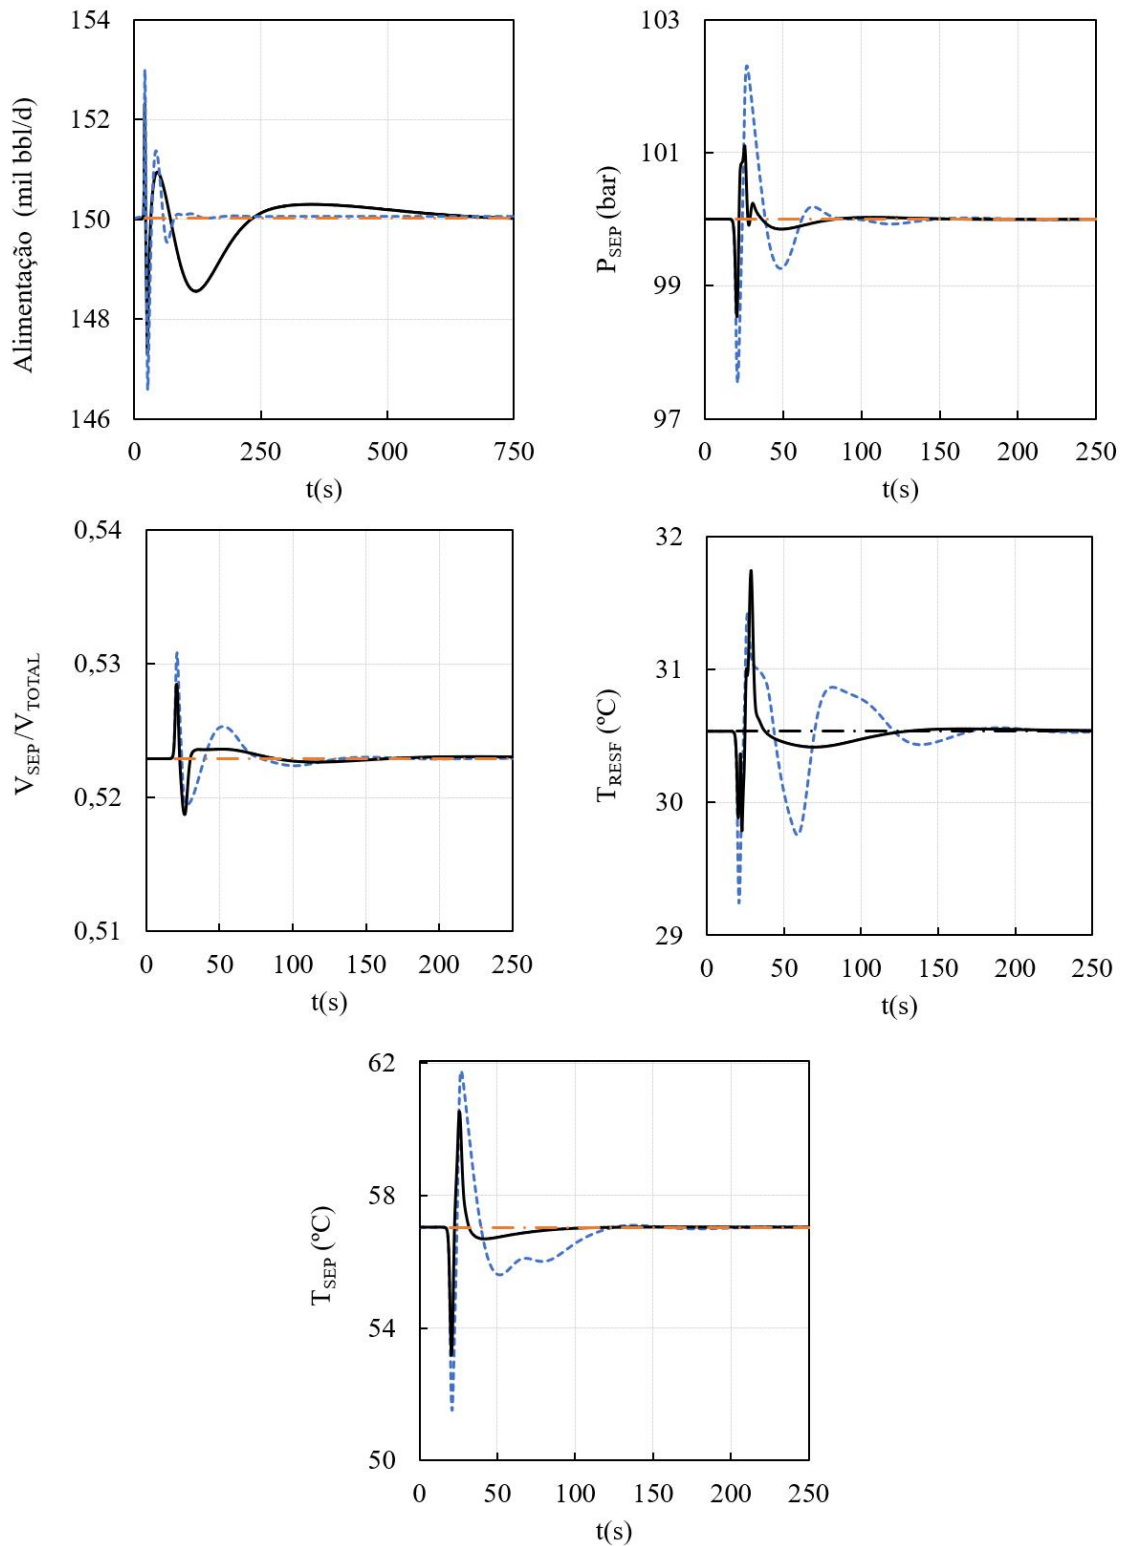 Alimentação (mil bbl/d)
154
152
150
148
146
0 250 500 750
t(s)
P_SEP (bar)
103
101
99
97
0 50 100 150 200 250
t(s)
V_SEP/V_TOTAL
0,54
0,53
0,52
0,51
0 50 100 150 200 250
t(s)
T_RESF (ºC)
32
31
30
29
0 50 100 150 200 250
t(s)
T_SEP (ºC)
62
58
54
50
0 50 100 150 200 250
t(s)